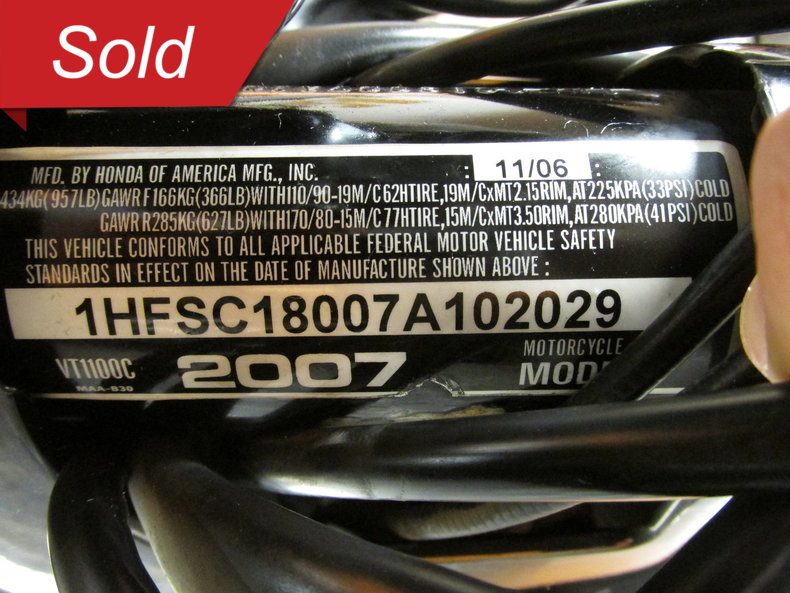 Sold
MFD. BY HONDA OF AMERICA MFG., INC. : 11/06 :
434KG(957LB)GAWR F166KG(366LB)WITH110/90-19M/C 62HTIRE,19M/CxMT2.15RIM,AT225KPA(33PSI)COLD
GAWR R285KG(627LB)WITH170/80-15M/C 77HTIRE,15M/CxMT3.50RIM,AT280KPA(41PSI)COLD
THIS VEHICLE CONFORMS TO ALL APPLICABLE FEDERAL MOTOR VEHICLE SAFETY
STANDARDS IN EFFECT ON THE DATE OF MANUFACTURE SHOWN ABOVE :
1HFSC18007A102029
VT1100C 2007 MOTORCYCLE
MAA-B30